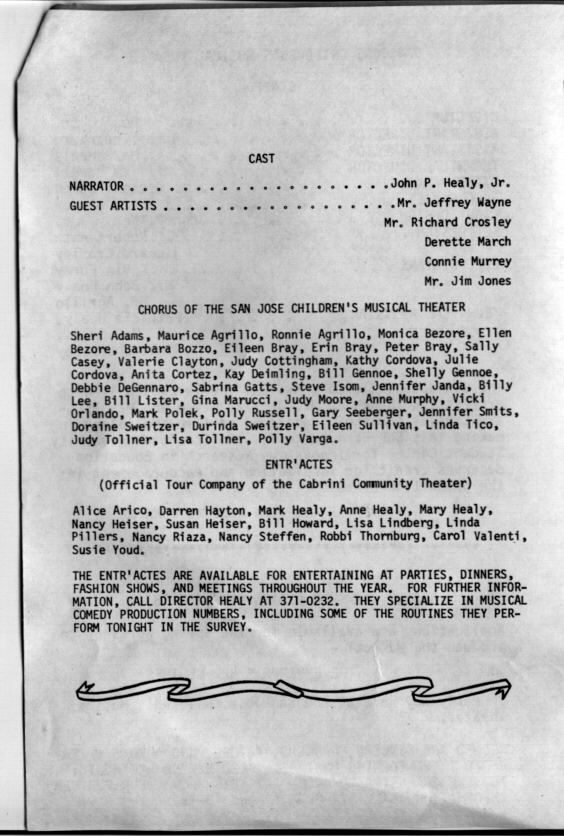 CAST
NARRATOR . . . . . . . . . . . . . . . . . . . . .John P. Healy, Jr.
GUEST ARTISTS . . . . . . . . . . . . . . . . . . .Mr. Jeffrey Wayne
Mr. Richard Crosley
Derette March
Connie Murrey
Mr. Jim Jones
CHORUS OF THE SAN JOSE CHILDREN'S MUSICAL THEATER
Sheri Adams, Maurice Agrillo, Ronnie Agrillo, Monica Bezore, Ellen
Bezore, Barbara Bozzo, Eileen Bray, Erin Bray, Peter Bray, Sally
Casey, Valerie Clayton, Judy Cottingham, Kathy Cordova, Julie
Cordova, Anita Cortez, Kay Deimling, Bill Gennoe, Shelly Gennoe,
Debbie DeGennaro, Sabrina Gatts, Steve Isom, Jennifer Janda, Billy
Lee, Bill Lister, Gina Marucci, Judy Moore, Anne Murphy, Vicki
Orlando, Mark Polek, Polly Russell, Gary Seeberger, Jennifer Smits,
Doraine Sweitzer, Durinda Sweitzer, Eileen Sullivan, Linda Tico,
Judy Tollner, Lisa Tollner, Polly Varga.
ENTR'ACTES
(Official Tour Company of the Cabrini Community Theater)
Alice Arico, Darren Hayton, Mark Healy, Anne Healy, Mary Healy,
Nancy Heiser, Susan Heiser, Bill Howard, Lisa Lindberg, Linda
Pillers, Nancy Riaza, Nancy Steffen, Robbi Thornburg, Carol Valenti,
Susie Youd.
THE ENTR'ACTES ARE AVAILABLE FOR ENTERTAINING AT PARTIES, DINNERS,
FASHION SHOWS, AND MEETINGS THROUGHOUT THE YEAR. FOR FURTHER INFOR-
MATION, CALL DIRECTOR HEALY AT 371-0232. THEY SPECIALIZE IN MUSICAL
COMEDY PRODUCTION NUMBERS, INCLUDING SOME OF THE ROUTINES THEY PER-
FORM TONIGHT IN THE SURVEY.